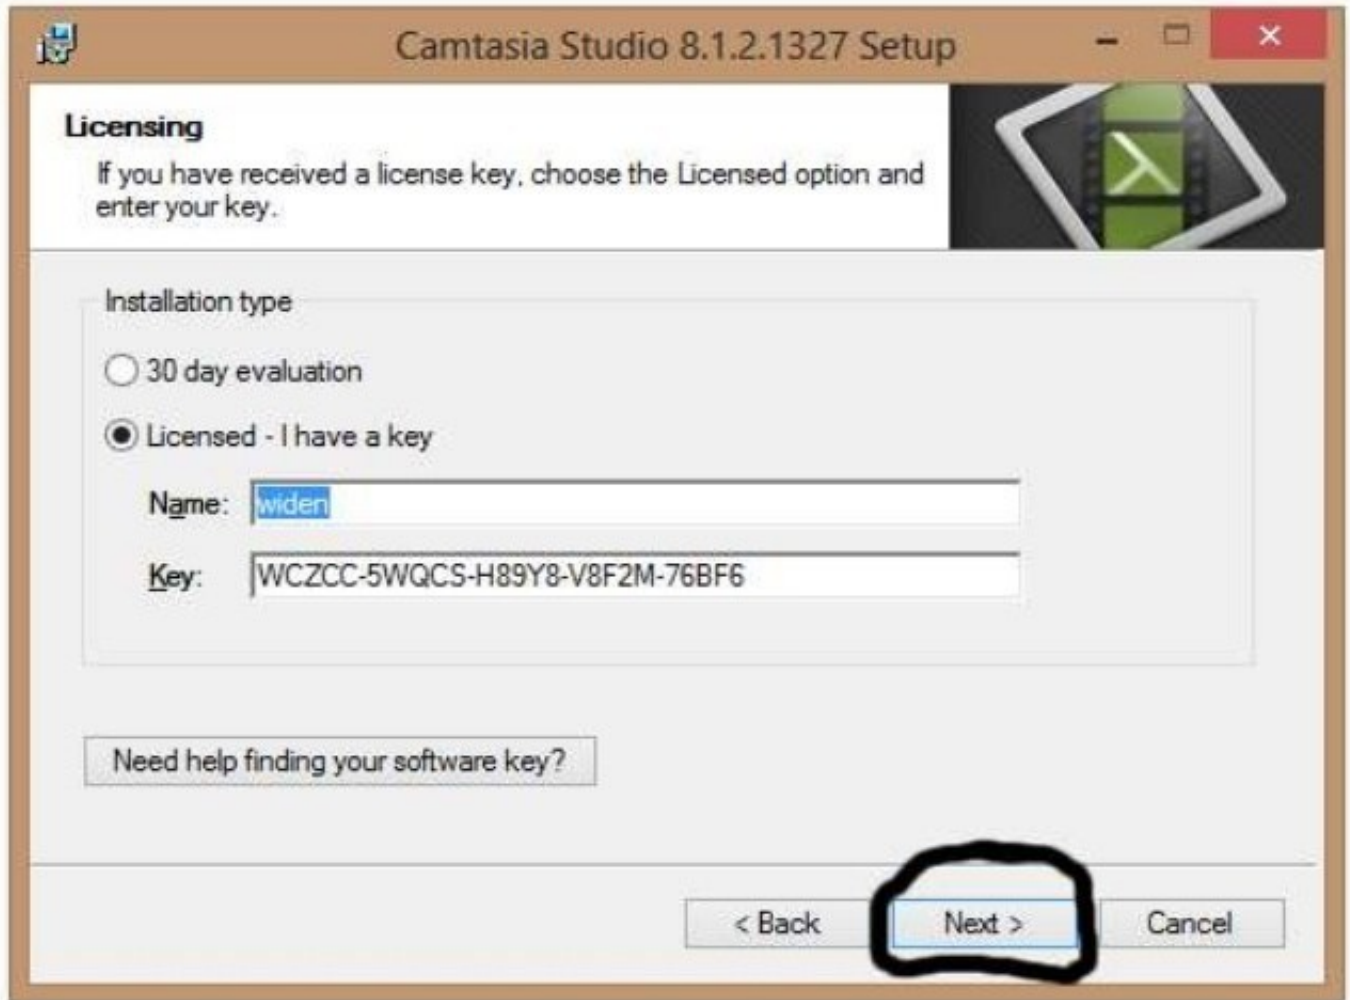 Camtasia Studio 8.1.2.1327 Setup
Licensing
If you have received a license key, choose the Licensed option and
enter your key.
Installation type
30 day evaluation
Licensed - I have a key
Name: widen
Key: WCZCC-5WQCS-H89Y8-V8F2M-76BF6
Need help finding your software key?
< Back Next > Cancel